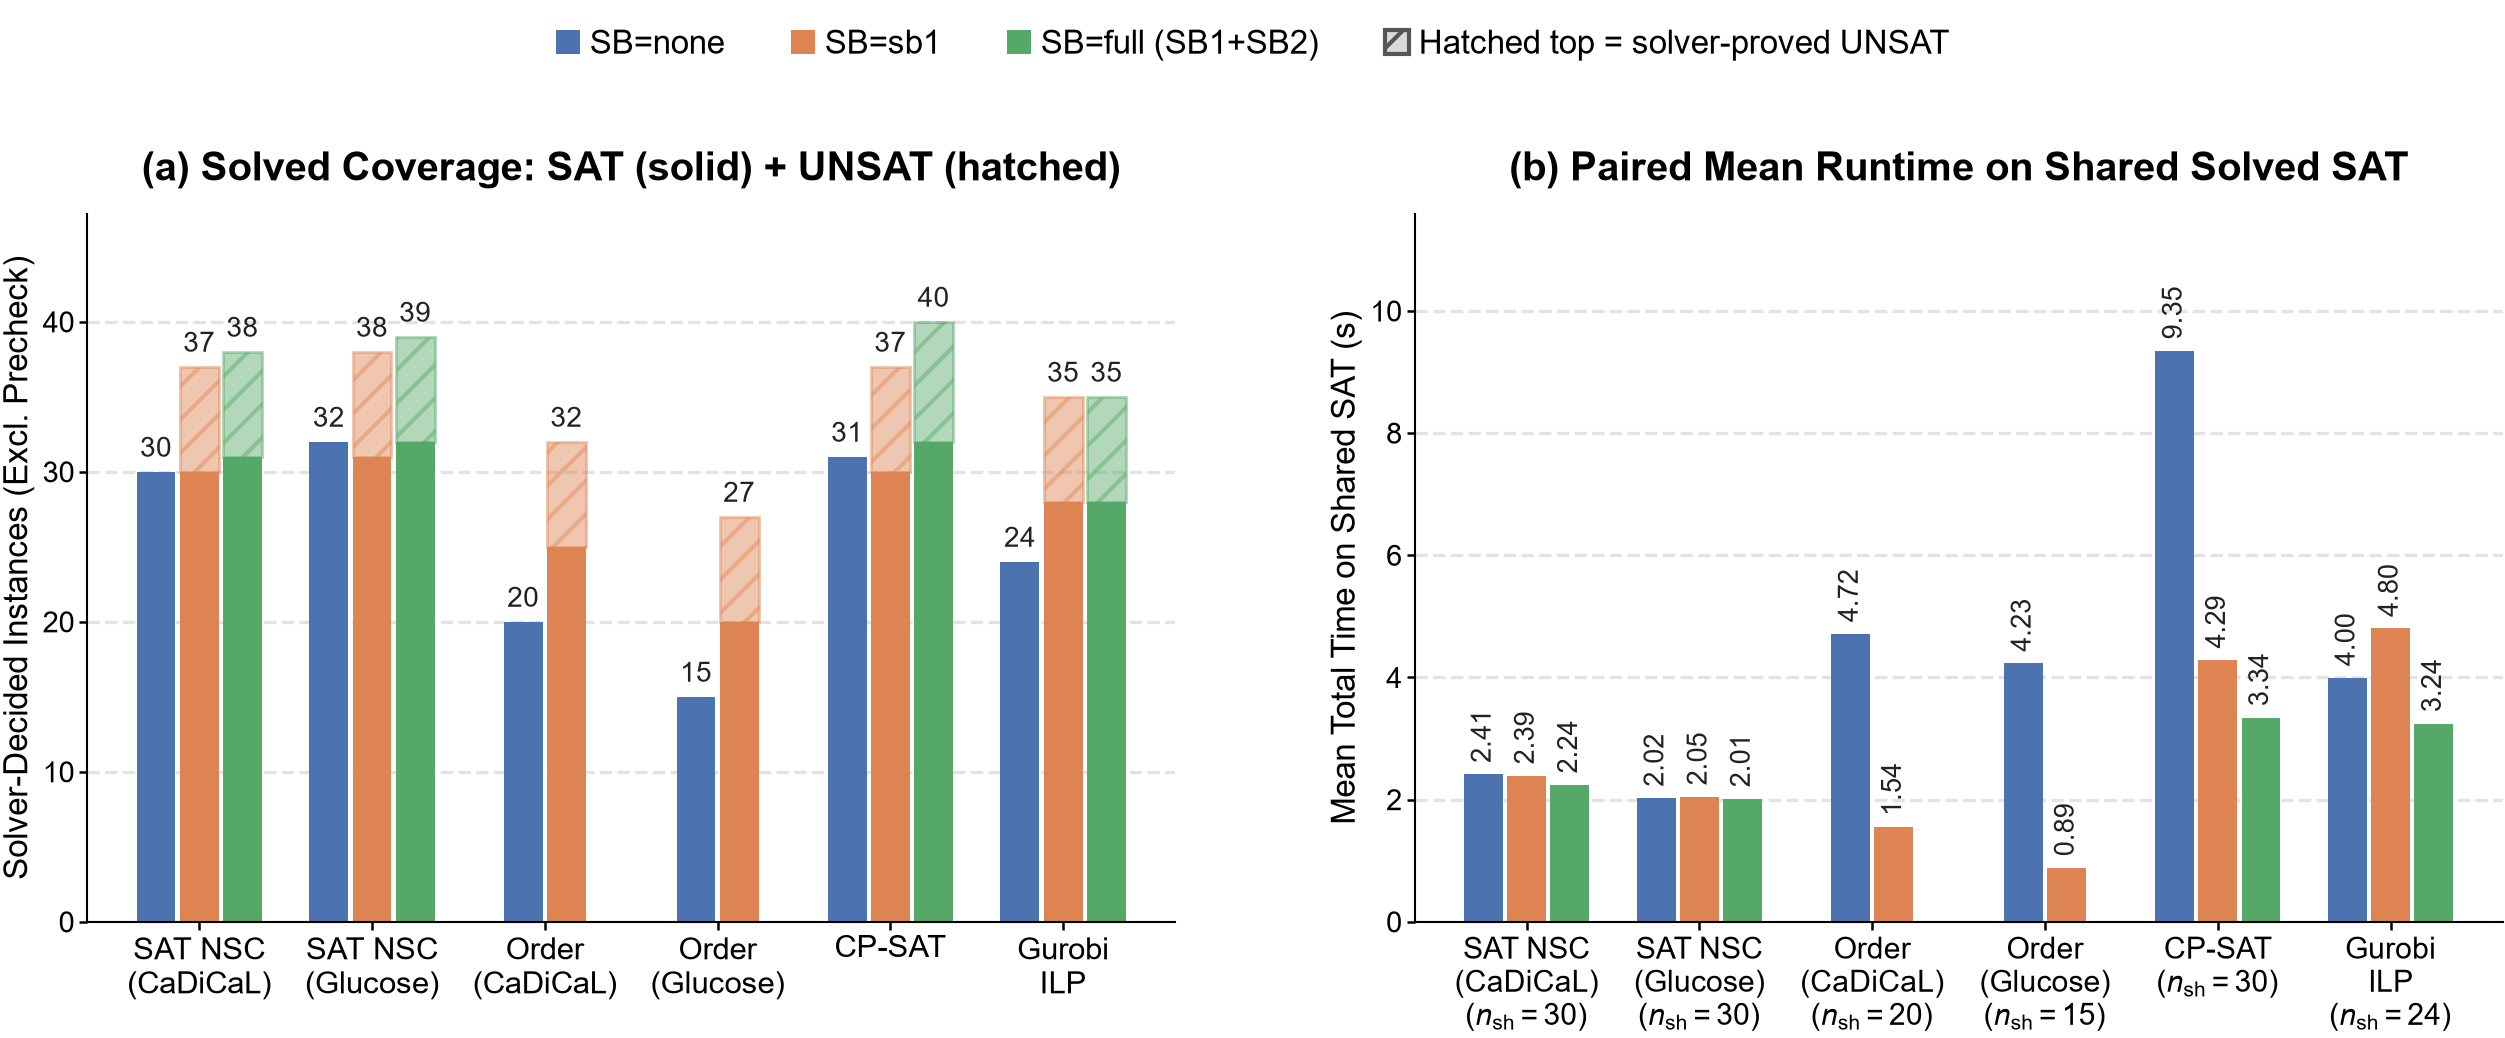 SB=none SB=sb1 SB=full (SB1+SB2) Hatched top = solver-proved UNSAT
(a) Solved Coverage: SAT (solid) + UNSAT (hatched)
Solver-Decided Instances (Excl. Precheck)
40
30
20
10
0
30 37 38
32 38 39
20 32
15 27
31 37 40
24 35 35
SAT NSC
(CaDiCaL)
SAT NSC
(Glucose)
Order
(CaDiCaL)
Order
(Glucose)
CP-SAT
Gurobi
ILP
(b) Paired Mean Runtime on Shared Solved SAT
Mean Total Time on Shared SAT (s)
10
8
6
4
2
0
2.41 2.39 2.24
2.02 2.05 2.01
4.72 1.54
4.23 0.89
9.35 4.29 3.34
4.00 4.80 3.24
SAT NSC
(CaDiCaL)
(n_sh = 30)
SAT NSC
(Glucose)
(n_sh = 30)
Order
(CaDiCaL)
(n_sh = 20)
Order
(Glucose)
(n_sh = 15)
CP-SAT
(n_sh = 30)
Gurobi
ILP
(n_sh = 24)